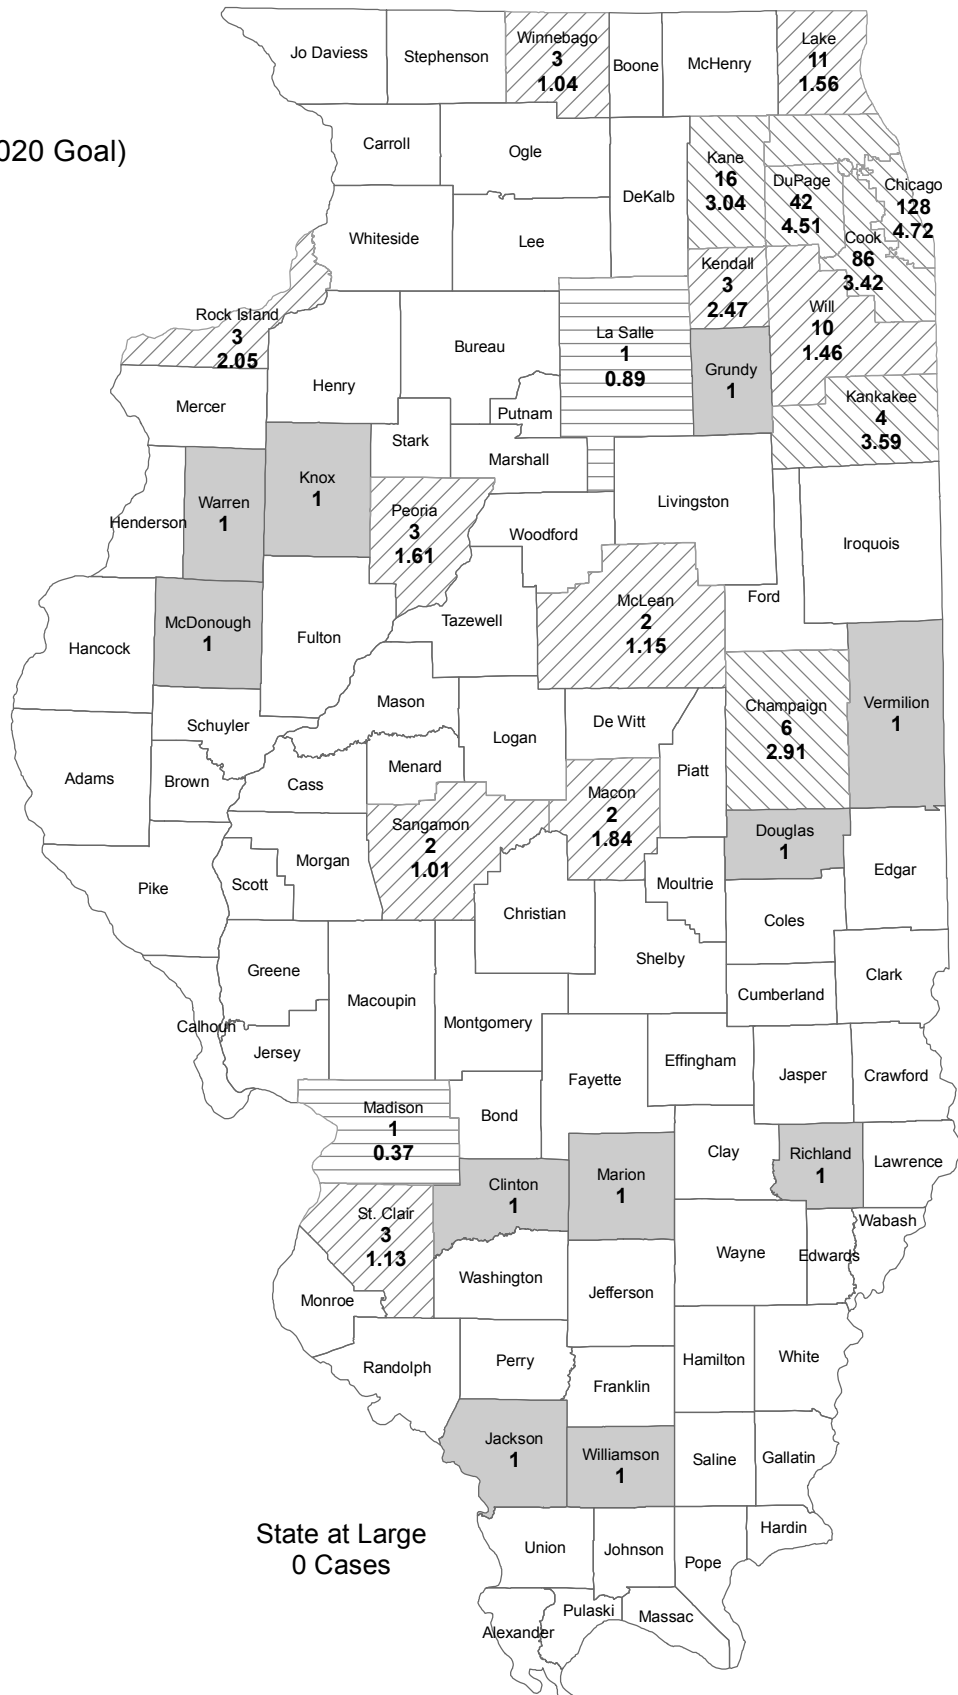 Jo Daviess
Stephenson
Winnebago
3
1.04
Boone
McHenry
Lake
11
1.56
020 Goal)
Carroll
Ogle
DeKalb
Kane
16
3.04
DuPage
42
4.51
Chicago
128
4.72
Cook
86
3.42
Whiteside
Lee
Kendall
3
2.47
Will
10
1.46
Rock Island
3
2.05
Henry
Bureau
La Salle
1
0.89
Grundy
1
Kankakee
4
3.59
Mercer
Putnam
Stark
Marshall
Knox
1
Warren
1
Henderson
Peoria
3
1.61
Woodford
Livingston
Iroquois
Ford
McLean
2
1.15
Tazewell
Fulton
McDonough
1
Hancock
Mason
Schuyler
Logan
De Witt
Champaign
6
2.91
Vermilion
1
Adams
Brown
Cass
Menard
Piatt
Sangamon
2
1.01
Macon
2
1.84
Douglas
1
Edgar
Morgan
Scott
Pike
Christian
Moultrie
Coles
Shelby
Greene
Macoupin
Montgomery
Cumberland
Clark
Calhoun
Jersey
Fayette
Effingham
Jasper
Crawford
Madison
1
0.37
Bond
Clay
Richland
1
Lawrence
Clinton
1
Marion
1
St. Clair
3
1.13
Washington
Wayne
Edwards
Wabash
Monroe
Jefferson
Randolph
Perry
Franklin
Hamilton
White
Jackson
1
Williamson
1
Saline
Gallatin
State at Large
0 Cases
Union
Johnson
Pope
Hardin
Alexander
Pulaski
Massac